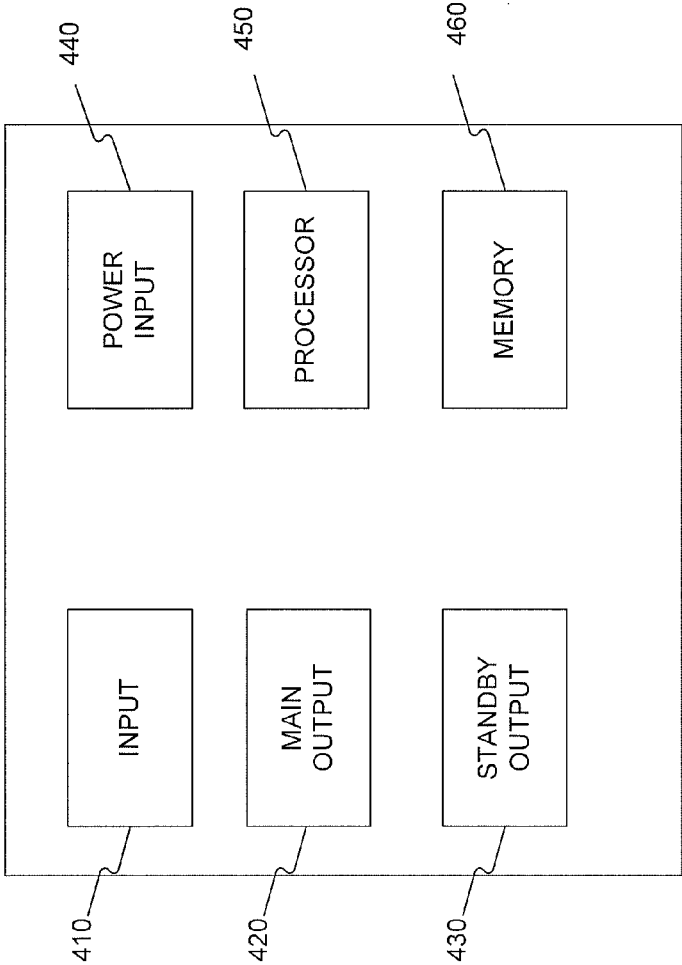 440
POWER
INPUT
450
PROCESSOR
460
MEMORY
410
INPUT
420
MAIN
OUTPUT
430
STANDBY
OUTPUT